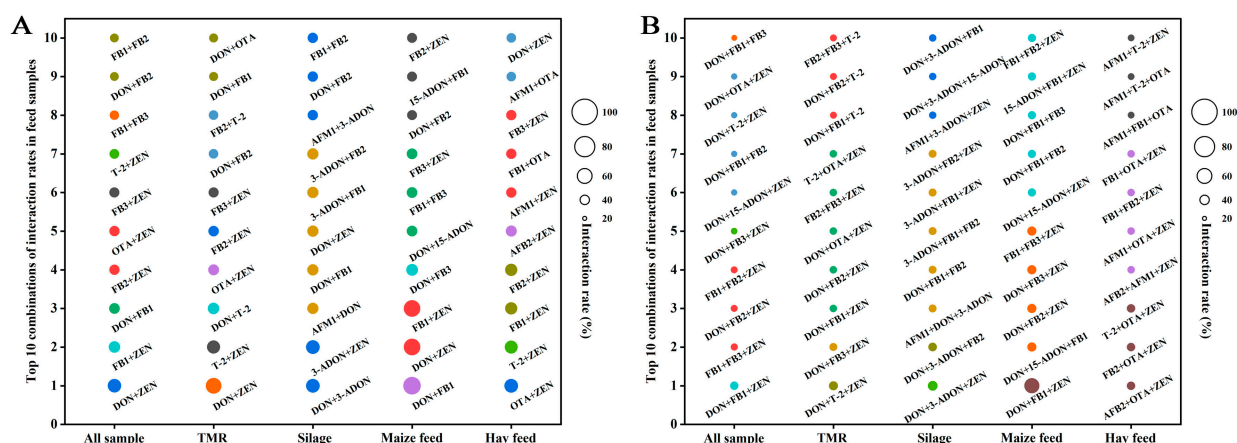 A
Top 10 combinations of interaction rates in feed samples
10
9
8
7
6
5
4
3
2
1
0
FB1+FB2
DON+FB2
FB1+FB3
T-2+ZEN
FB3+ZEN
OTA+ZEN
FB2+ZEN
DON+FB1
FB1+ZEN
DON+ZEN
DON+OTA
DON+FB1
FB2+T-2
DON+FB2
FB3+ZEN
FB2+ZEN
OTA+ZEN
DON+T-2
T-2+ZEN
DON+ZEN
FB1+FB2
DON+FB2
AFM1+3-ADON
3-ADON+FB2
3-ADON+FB1
DON+ZEN
DON+FB1
AFM1+DON
3-ADON+ZEN
DON+3-ADON
FB2+ZEN
15-ADON+FB1
DON+FB2
FB3+ZEN
FB1+FB3
DON+15-ADON
DON+FB3
FB1+ZEN
DON+ZEN
DON+FB1
DON+ZEN
AFM1+OTA
FB3+ZEN
FB1+OTA
AFM1+ZEN
AFB2+ZEN
FB2+ZEN
FB1+ZEN
T-2+ZEN
OTA+ZEN
All sample
TMR
Silage
Maize feed
Hay feed
100
80
60
40
20
Interaction rate (%)
B
Top 10 combinations of interaction rates in feed samples
10
9
8
7
6
5
4
3
2
1
0
DON+FB1+FB3
DON+OTA+ZEN
DON+T-2+ZEN
DON+FB1+FB2
DON+15-ADON+ZEN
DON+FB3+ZEN
FB1+FB2+ZEN
DON+FB2+ZEN
FB1+FB3+ZEN
DON+FB1+ZEN
FB2+FB3+T-2
DON+FB2+T-2
DON+FB1+T-2
T-2+OTA+ZEN
FB2+FB3+ZEN
DON+OTA+ZEN
DON+FB2+ZEN
DON+FB1+ZEN
DON+FB3+ZEN
DON+T-2+ZEN
DON+3-ADON+FB1
DON+3-ADON+15-ADON
AFM1+3-ADON+ZEN
3-ADON+FB2+ZEN
3-ADON+FB1+ZEN
3-ADON+FB1+FB2
DON+FB1+FB2
AFM1+DON+3-ADON
DON+3-ADON+FB2
DON+3-ADON+ZEN
FB1+FB2+ZEN
15-ADON+FB1+ZEN
DON+FB1+FB3
DON+FB1+FB2
DON+15-ADON+ZEN
FB1+FB3+ZEN
DON+FB3+ZEN
DON+FB2+ZEN
DON+15-ADON+FB1
DON+FB1+ZEN
AFM1+T-2+ZEN
AFM1+T-2+OTA
AFM1+FB1+OTA
FB1+OTA+ZEN
FB1+FB2+ZEN
AFM1+OTA+ZEN
AFB2+AFM1+ZEN
T-2+OTA+ZEN
FB2+OTA+ZEN
AFB2+OTA+ZEN
All sample
TMR
Silage
Maize feed
Hay feed
100
80
60
40
20
Interaction rate (%)